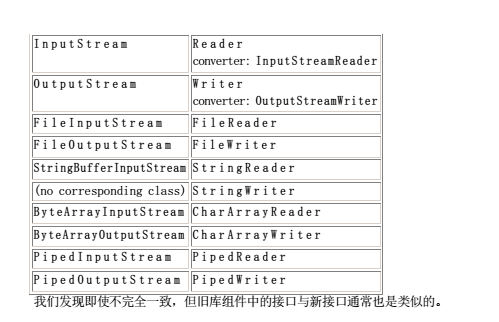 InputStream Reader
converter: InputStreamReader
OutputStream Writer
converter: OutputStreamWriter
FileInputStream FileReader
FileOutputStream FileWriter
StringBufferInputStream StringReader
(no corresponding class) StringWriter
ByteArrayInputStream CharArrayReader
ByteArrayOutputStream CharArrayWriter
PipedInputStream PipedReader
PipedOutputStream PipedWriter
我们发现即使不完全一致，但旧库组件中的接口与新接口通常也是类似的。